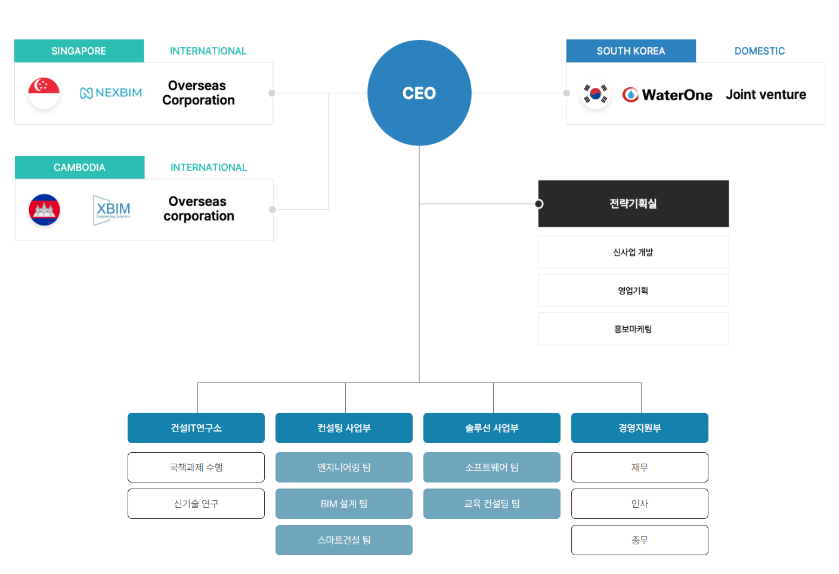 SINGAPORE
INTERNATIONAL
NEXBIM
Overseas
Corporation
CEO
SOUTH KOREA
DOMESTIC
WaterOne
Joint venture
CAMBODIA
INTERNATIONAL
XBIM
Overseas
corporation
전략기획실
신사업 개발
영업기획
홍보마케팅
건설IT연구소
컨설팅 사업부
솔루션 사업부
경영지원부
국책과제 수행
엔지니어링 팀
소프트웨어 팀
재무
신기술 연구
BIM 설계 팀
교육 컨설팅 팀
인사
스마트건설 팀
총무